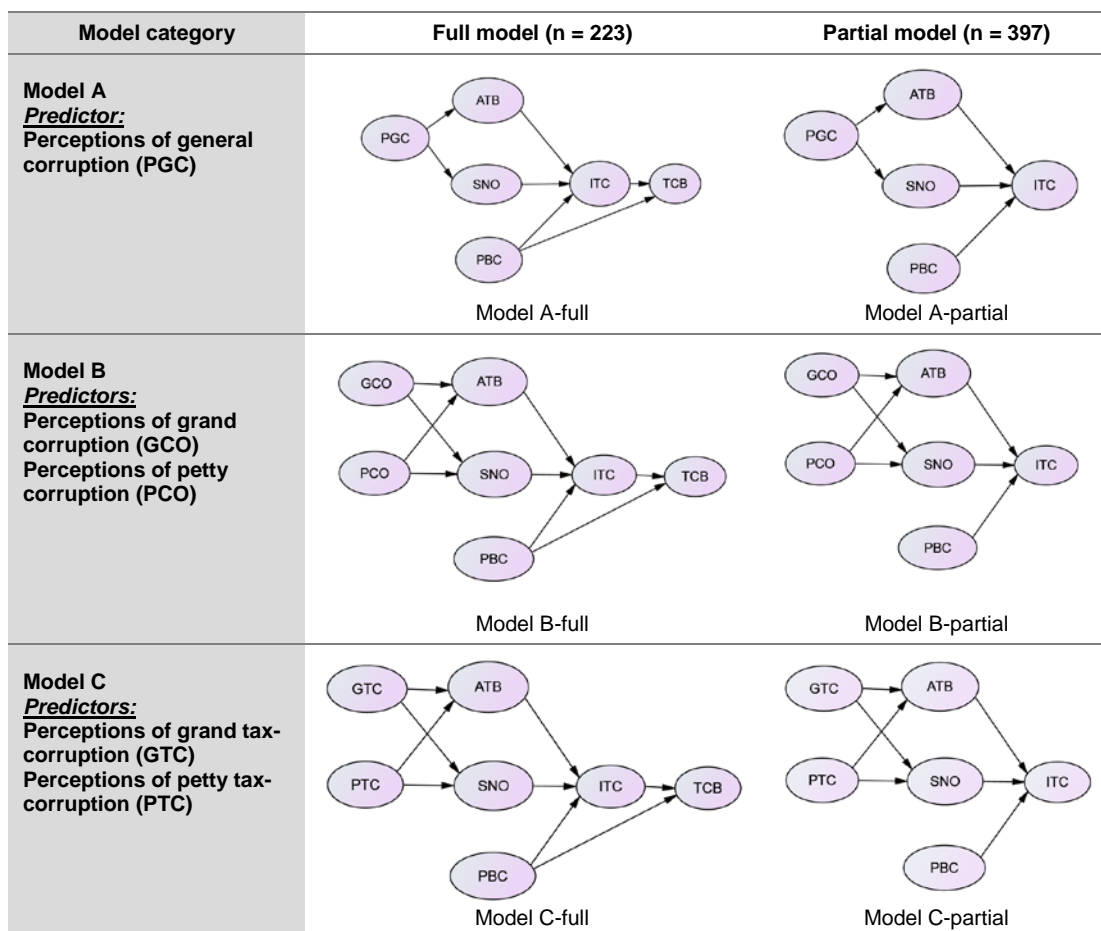 Model category
Full model (n = 223)
Partial model (n = 397)
Model A
Predictor:
Perceptions of general
corruption (PGC)
ATB
PGC
SNO
ITC
TCB
PBC
Model A-full
ATB
PGC
SNO
ITC
PBC
Model A-partial
Model B
Predictors:
Perceptions of grand
corruption (GCO)
Perceptions of petty
corruption (PCO)
GCO
ATB
PCO
SNO
ITC
TCB
PBC
Model B-full
GCO
ATB
PCO
SNO
ITC
PBC
Model B-partial
Model C
Predictors:
Perceptions of grand tax-
corruption (GTC)
Perceptions of petty tax-
corruption (PTC)
GTC
ATB
PTC
SNO
ITC
TCB
PBC
Model C-full
GTC
ATB
PTC
SNO
ITC
PBC
Model C-partial